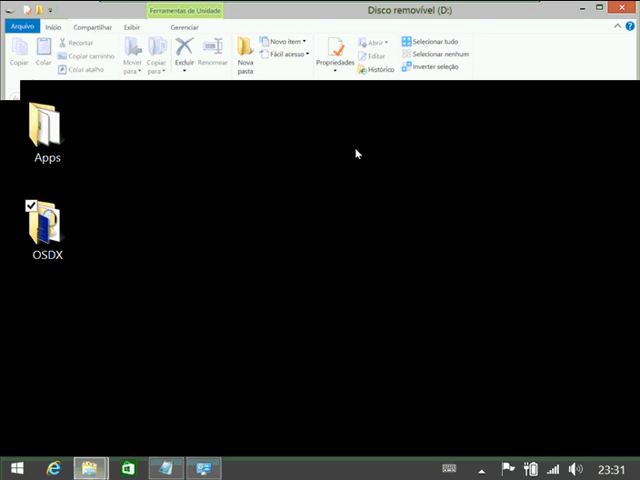 Ferramentas de Unidade
Disco removível (D:)
Arquivo
Início
Compartilhar
Exibir
Gerenciar
Copiar
Colar
Recortar
Copiar caminho
Colar atalho
Mover para
Copiar para
Excluir
Renomear
Nova pasta
Novo item
Fácil acesso
Propriedades
Abrir
Editar
Histórico
Selecionar tudo
Selecionar nenhum
Inverter seleção
Apps
OSDX
23:31